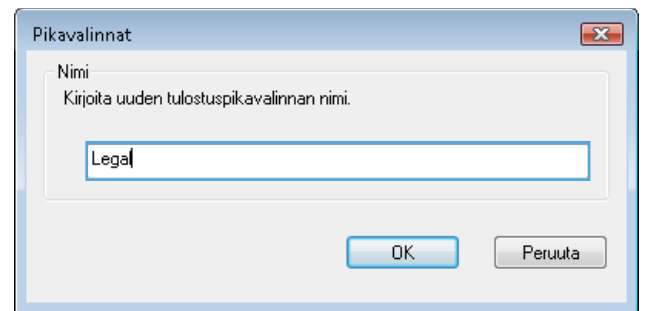 Pikavalinnat
Nimi
Kirjoita uuden tulostuspikavalinnan nimi.
Legal
OK
Peruuta